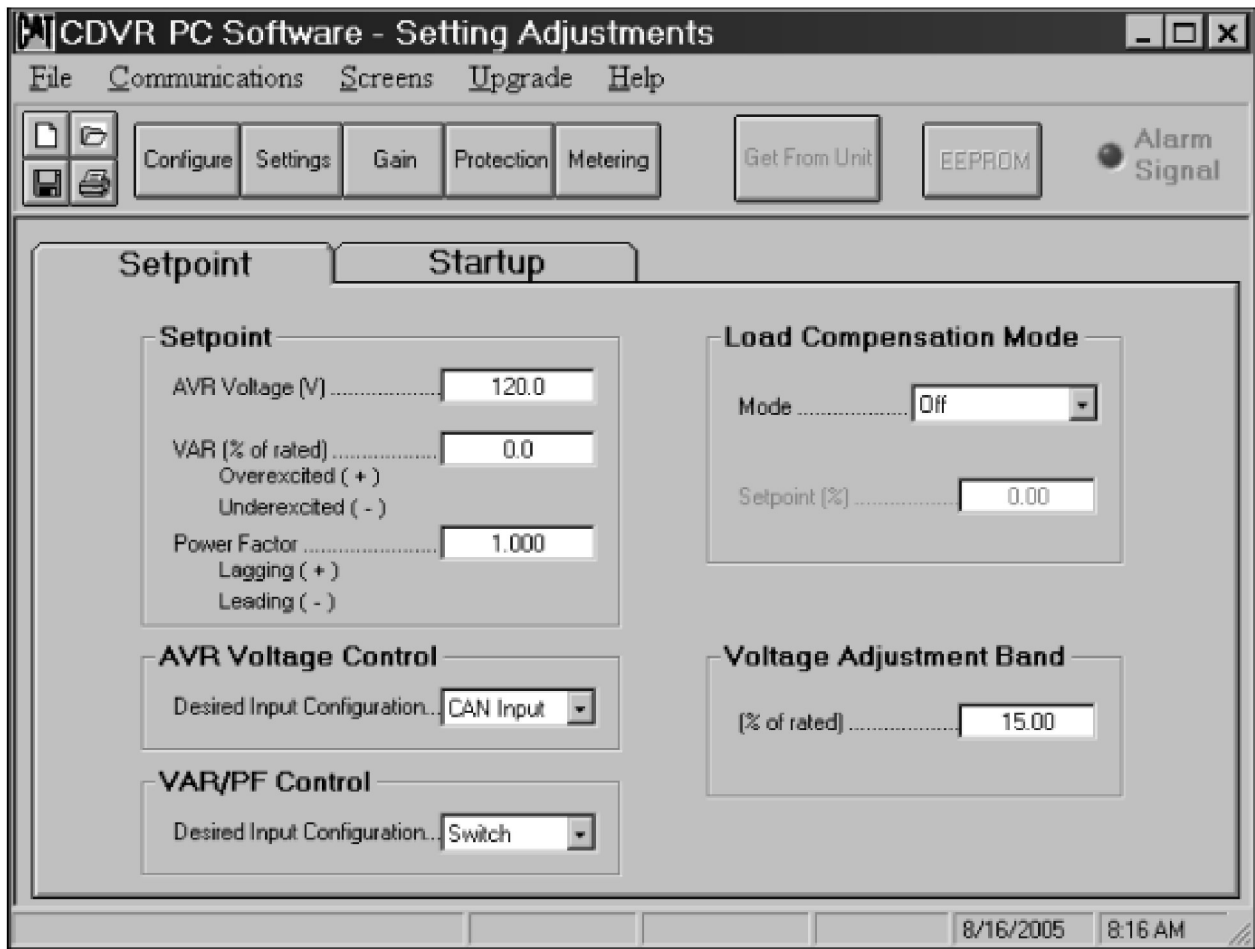 CAT CDVR PC Software - Setting Adjustments
File Communications Screens Upgrade Help
Configure Settings Gain Protection Metering Get From Unit EEPROM Alarm Signal
Setpoint Startup
Setpoint
AVR Voltage (V) .................... 120.0
VAR (% of rated) .................... 0.0
Overexcited ( + )
Underexcited ( - )
Power Factor ........................ 1.000
Lagging ( + )
Leading ( - )
AVR Voltage Control
Desired Input Configuration... CAN Input
VAR/PF Control
Desired Input Configuration... Switch
Load Compensation Mode
Mode .................... Off
Setpoint (%) .................... 0.00
Voltage Adjustment Band
(% of rated) .................... 15.00
8/16/2005 8:16 AM